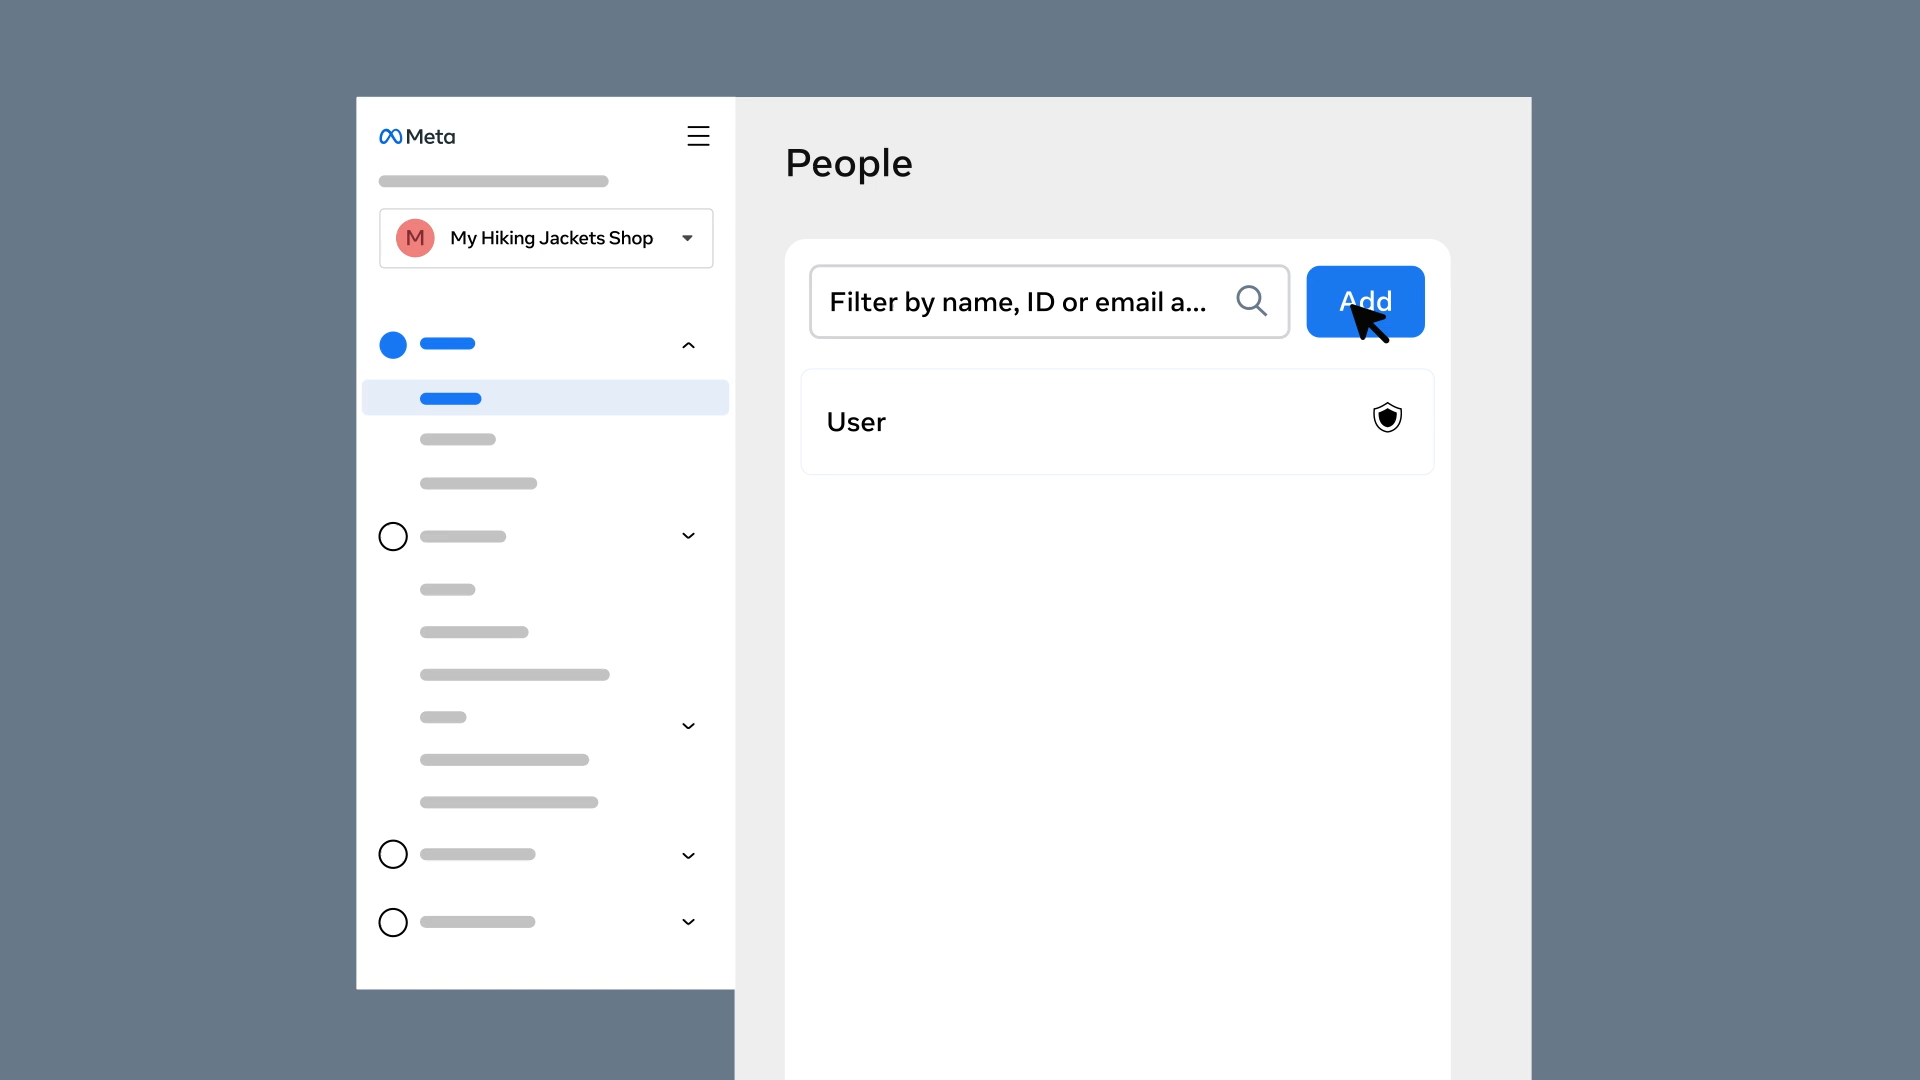 Meta
M
My Hiking Jackets Shop
People
Filter by name, ID or email a...
Add
User